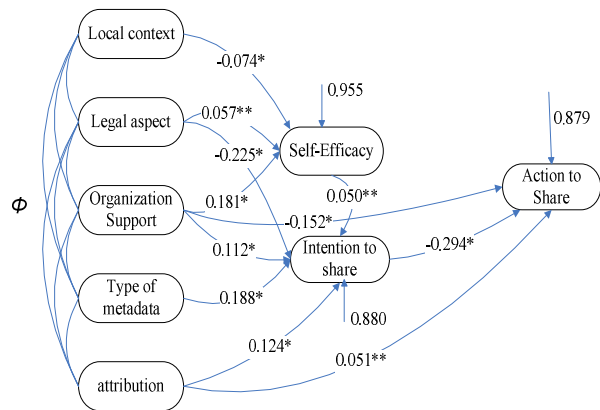 Local context
-0.074*
0.955
0.879
Legal aspect
0.057**
Self-Efficacy
-0.225*
Action to
Share
Φ
Organization
Support
0.181*
0.050**
-0.152*
0.112*
Intention to
share
-0.294*
Type of
metadata
0.188*
0.880
0.124*
0.051**
attribution